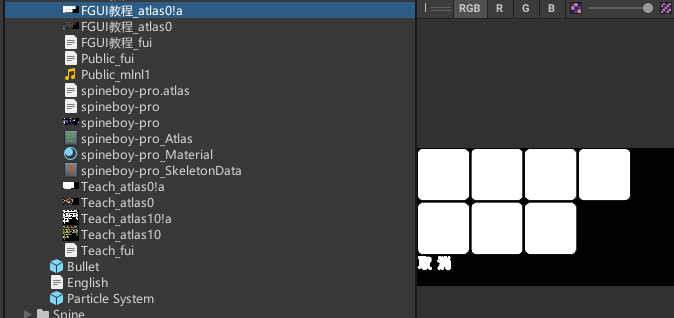 FGUI教程_atlas0!a
RGB R G B
FGUI教程_atlas0
FGUI教程_fui
Public_fui
Public_mlnl1
spineboy-pro.atlas
spineboy-pro
spineboy-pro
spineboy-pro_Atlas
spineboy-pro_Material
spineboy-pro_SkeletonData
Teach_atlas0!a
Teach_atlas0
Teach_atlas10!a
Teach_atlas10
Teach_fui
Bullet
English
Particle System
Spine
取 消